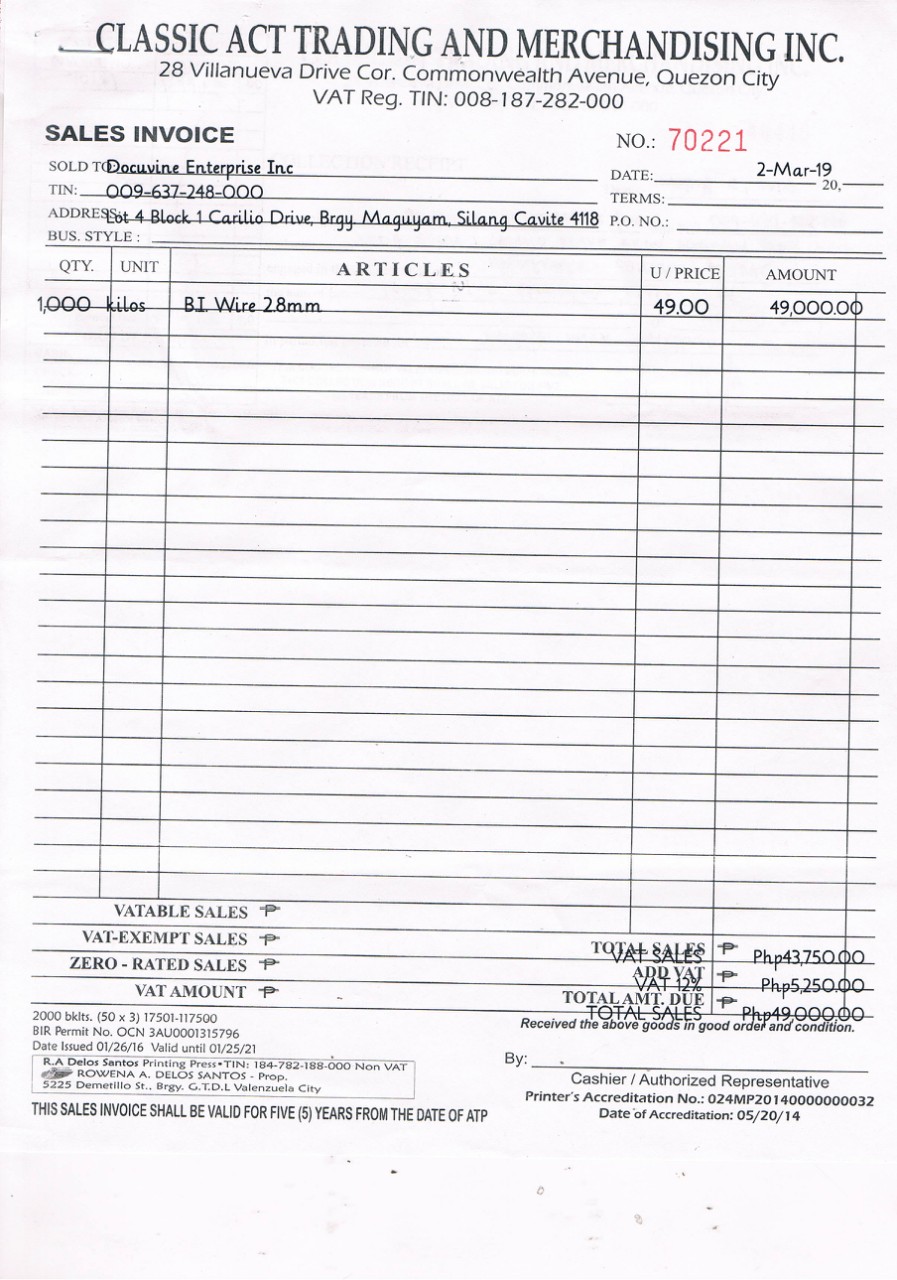 CLASSIC ACT TRADING AND MERCHANDISING INC.
28 Villanueva Drive Cor. Commonwealth Avenue, Quezon City
VAT Reg. TIN: 008-187-282-000
SALES INVOICE
NO.: 70221
SOLD TO: Docuvine Enterprise Inc
DATE: 2-Mar-19 20,
TIN: 009-637-248-000
TERMS:
ADDRESS: Lot 4 Block 1 Carilio Drive, Brgy Maguyam, Silang Cavite 4118
P.O. NO.:
BUS. STYLE :
QTY. UNIT ARTICLES U / PRICE AMOUNT
1,000 kilos B.I. Wire 2.8mm 49.00 49,000.00
VATABLE SALES ₱
VAT-EXEMPT SALES ₱
ZERO - RATED SALES ₱
VAT AMOUNT ₱
TOTAL SALES ₱
VAT SALES Php43,750.00
ADD VAT ₱
VAT 12% Php5,250.00
TOTAL AMT. DUE ₱
TOTAL SALES Php49,000.00
Received the above goods in good order and condition.
2000 bklts. (50 x 3) 17501-117500
BIR Permit No. OCN 3AU0001315796
Date Issued 01/26/16 Valid until 01/25/21
R.A Delos Santos Printing Press•TIN: 184-782-188-000 Non VAT
ROWENA A. DELOS SANTOS - Prop.
5225 Demetillo St., Brgy. G.T.D.L Valenzuela City
THIS SALES INVOICE SHALL BE VALID FOR FIVE (5) YEARS FROM THE DATE OF ATP
By:
Cashier / Authorized Representative
Printer's Accreditation No.: 024MP20140000000032
Date of Accreditation: 05/20/14